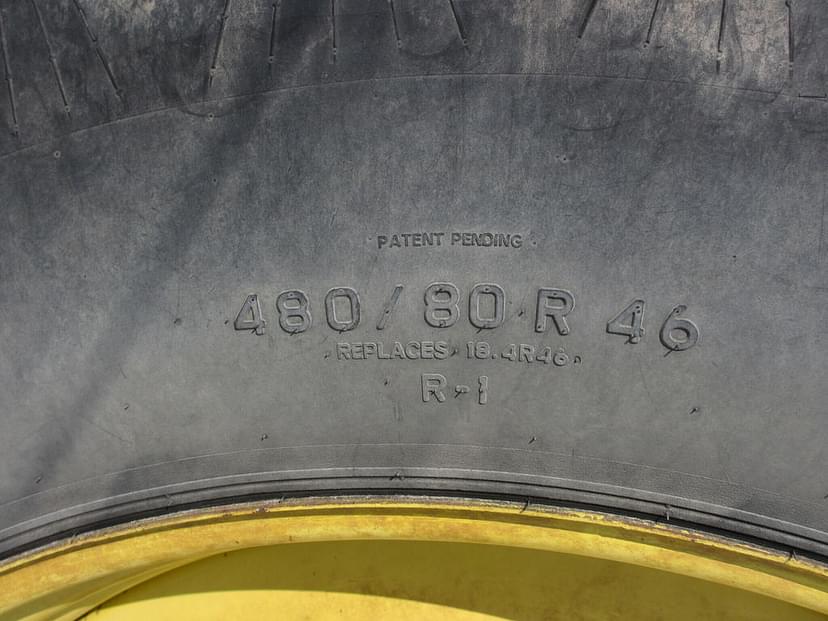 PATENT PENDING
480/80 R 46
REPLACES 18.4R46
R-1